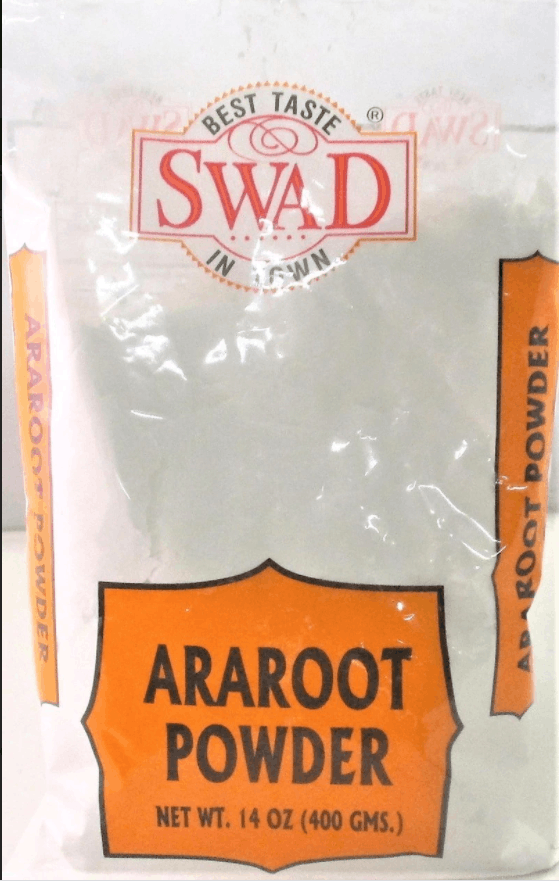 BEST TASTE
®
SWAD
IN TOWN
ARAROOT POWDER
ARAROOT POWDER
ARAROOT
POWDER
NET WT. 14 OZ (400 GMS.)